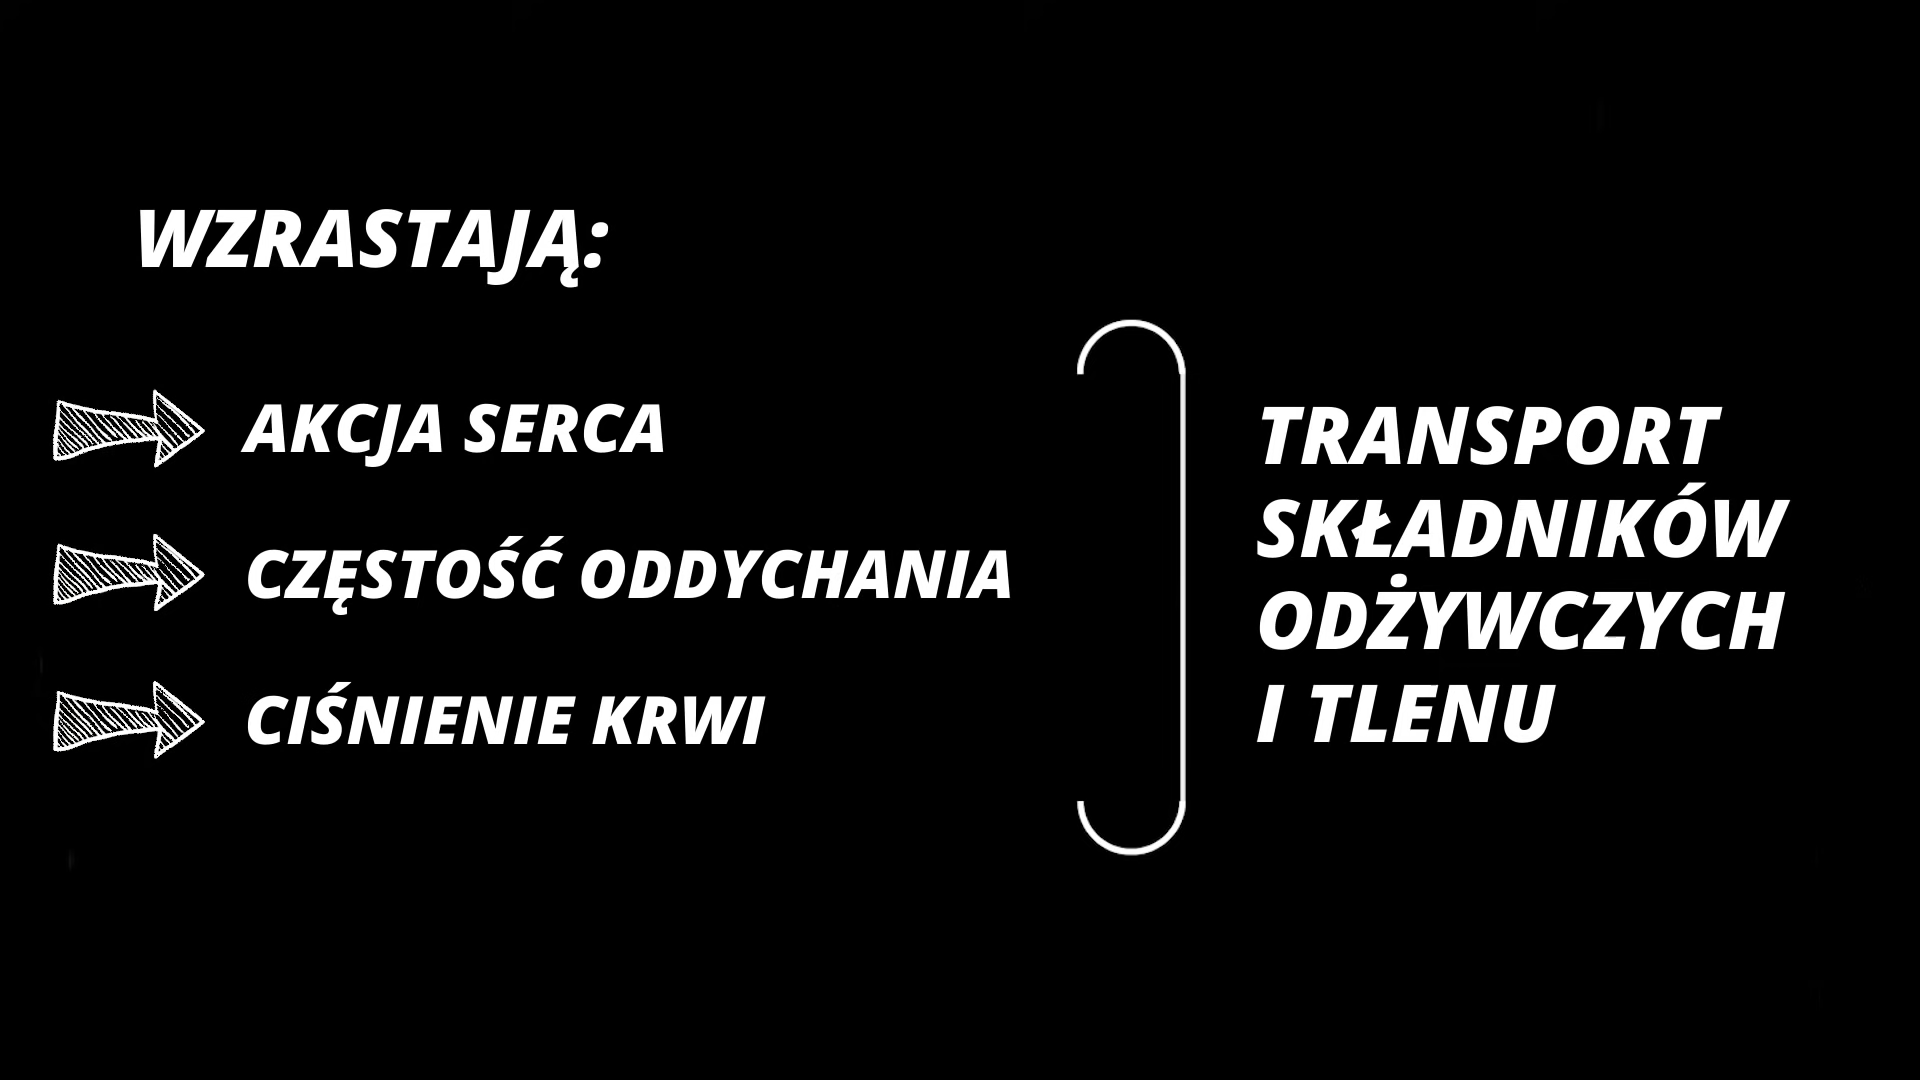 WZRASTAJĄ:
AKCJA SERCA
CZĘSTOŚĆ ODDYCHANIA
CIŚNIENIE KRWI
TRANSPORT
SKŁADNIKÓW
ODŻYWCZYCH
I TLENU